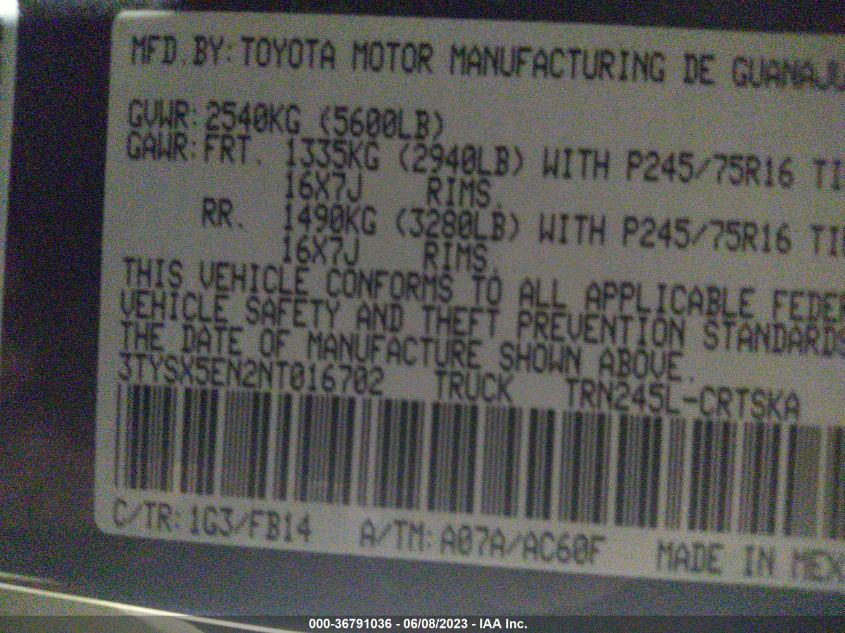 MFD.BY:TOYOTA MOTOR MANUFACTURING DE GUANAJU
GVWR:2540KG (5600LB)
GAWR:FRT. 1335KG (2940LB) WITH P245/75R16 TI
16X7J RIMS.
RR. 1490KG (3280LB) WITH P245/75R16 TI
16X7J RIMS.
THIS VEHICLE CONFORMS TO ALL APPLICABLE FEDER
VEHICLE SAFETY AND THEFT PREVENTION STANDARDS
THE DATE OF MANUFACTURE SHOWN ABOVE.
3TYSX5EN2NT016702 TRUCK TRN245L-CRTSKA
C/TR:1G3/FB14 A/TM:A07A/AC60F MADE IN MEX
000-36791036 - 06/08/2023 - IAA Inc.